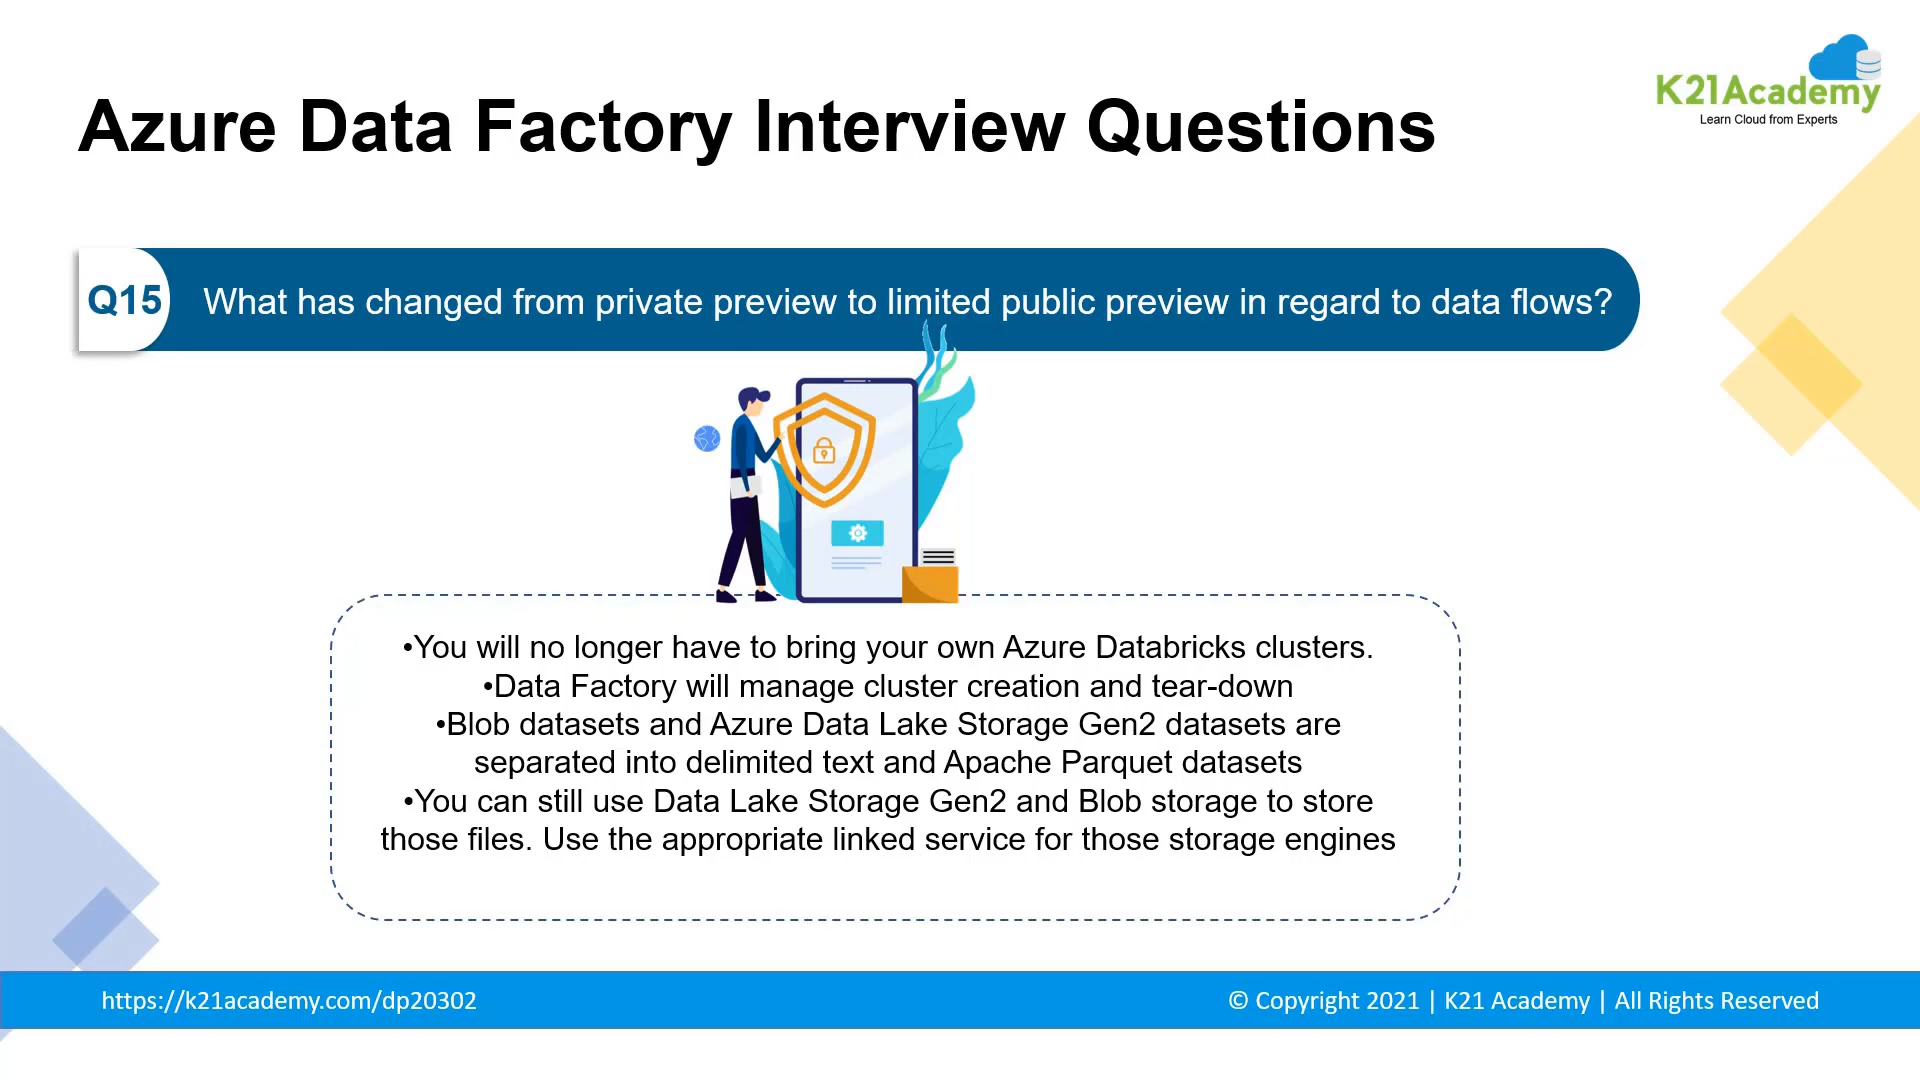 K21Academy
Learn Cloud from Experts
Azure Data Factory Interview Questions
Q15
What has changed from private preview to limited public preview in regard to data flows?
•You will no longer have to bring your own Azure Databricks clusters.
•Data Factory will manage cluster creation and tear-down
•Blob datasets and Azure Data Lake Storage Gen2 datasets are
separated into delimited text and Apache Parquet datasets
•You can still use Data Lake Storage Gen2 and Blob storage to store
those files. Use the appropriate linked service for those storage engines
https://k21academy.com/dp20302
© Copyright 2021 | K21 Academy | All Rights Reserved